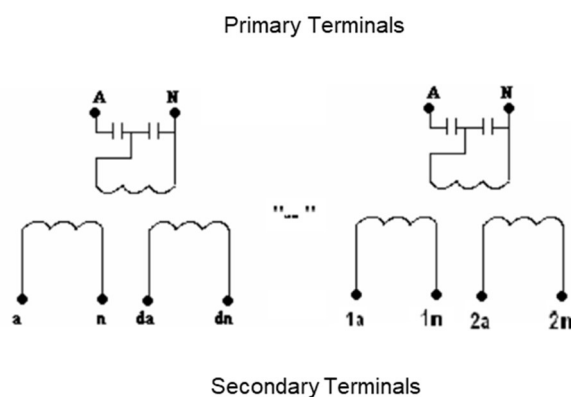 Primary Terminals
A N A N
a n da dn 1a 1n 2a 2n
Secondary Terminals